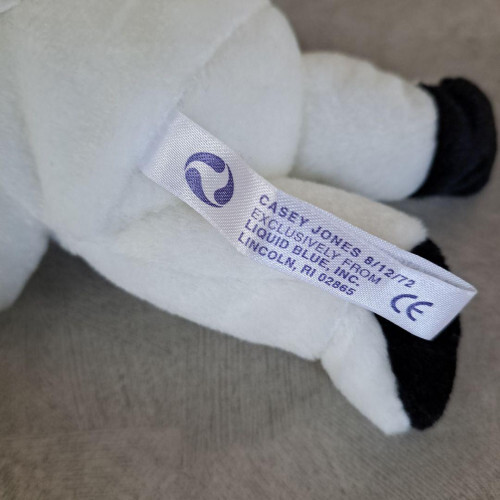 CASEY JONES 8/12/72
EXCLUSIVELY FROM
LIQUID BLUE, INC.
LINCOLN, RI 02865
CE